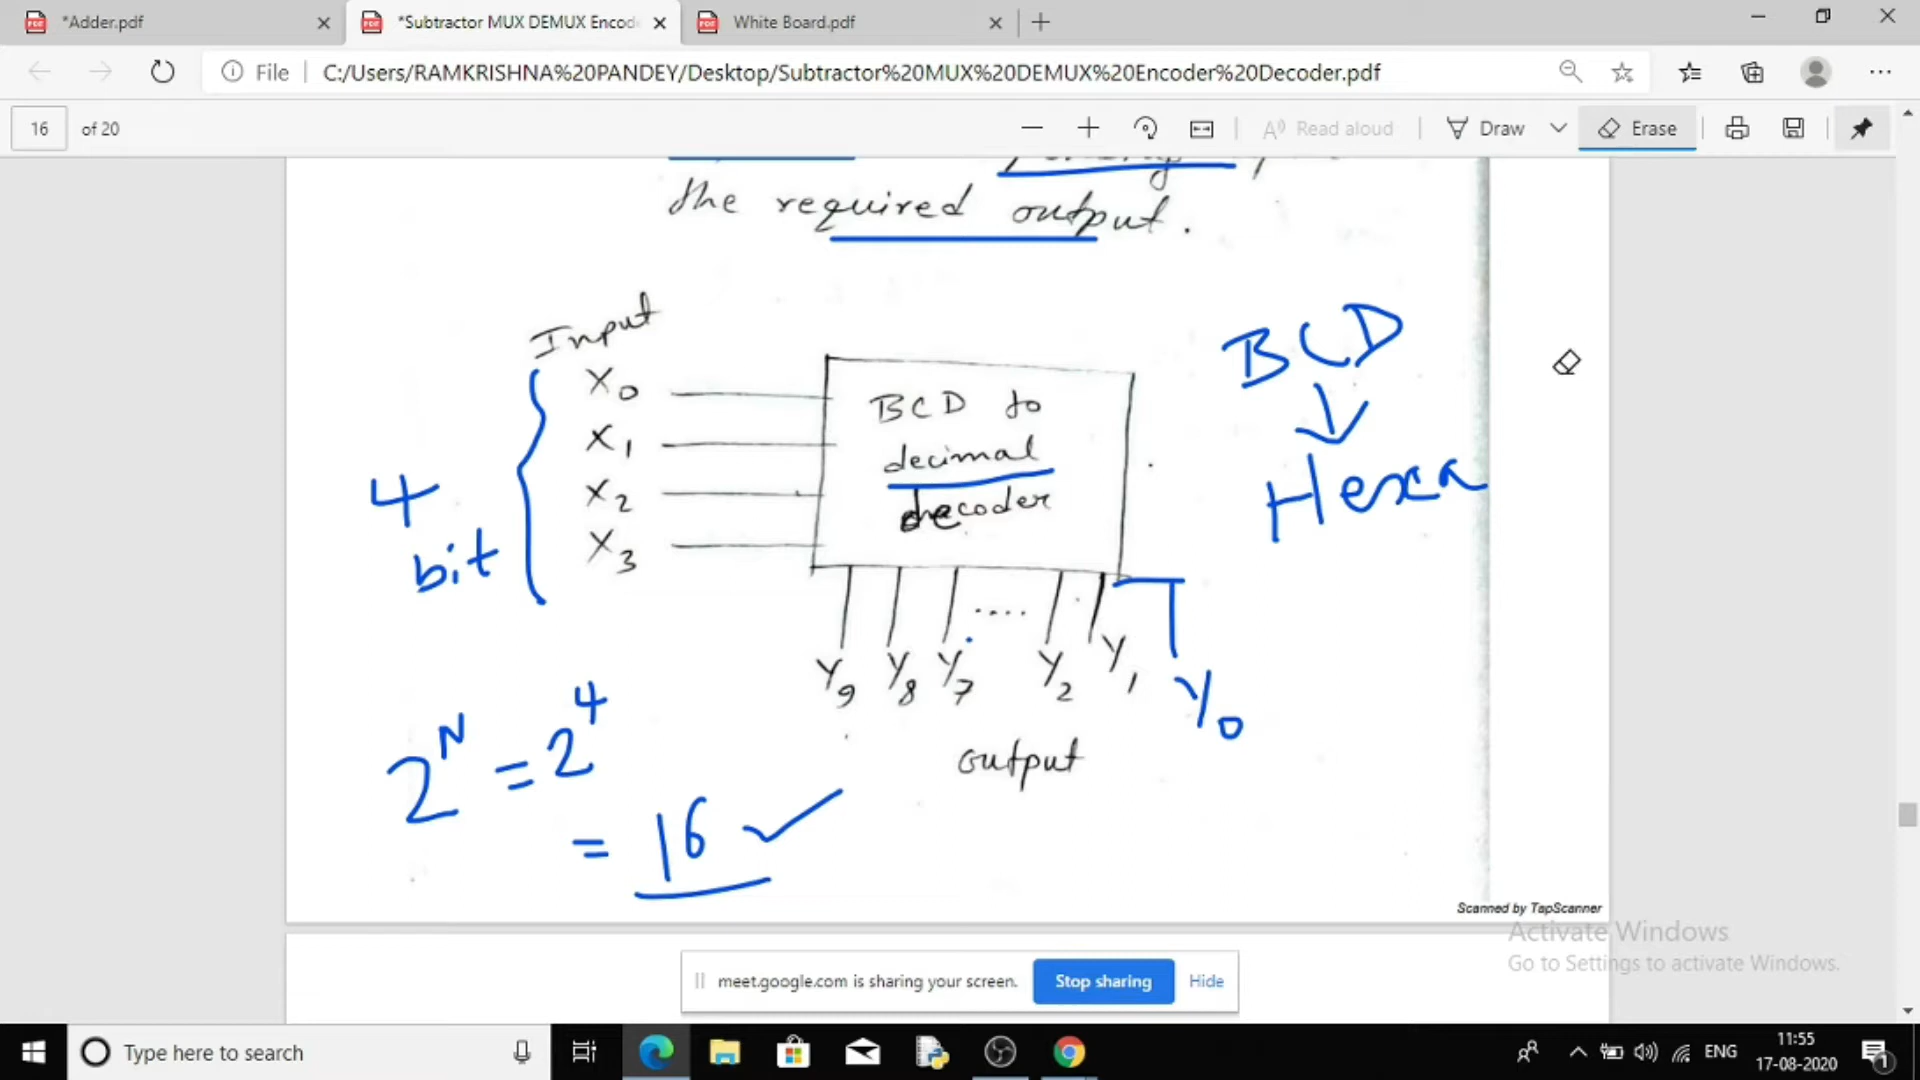 *Adder.pdf
*Subtractor MUX DEMUX Encode
White Board.pdf
File
C:/Users/RAMKRISHNA%20PANDEY/Desktop/Subtractor%20MUX%20DEMUX%20Encoder%20Decoder.pdf
16 of 20
Read aloud
Draw
Erase
the required output.
Input
X0
X1
X2
X3
4
bit
BCD to
decimal
decoder
BCD
↓
Hexa
Y9 Y8 Y7 .... Y2 Y1 Y0
output
2^N = 2^4
= 16 ✓
Scanned by TapScanner
Activate Windows
Go to Settings to activate Windows.
meet.google.com is sharing your screen.
Stop sharing
Hide
Type here to search
ENG
11:55
17-08-2020
1